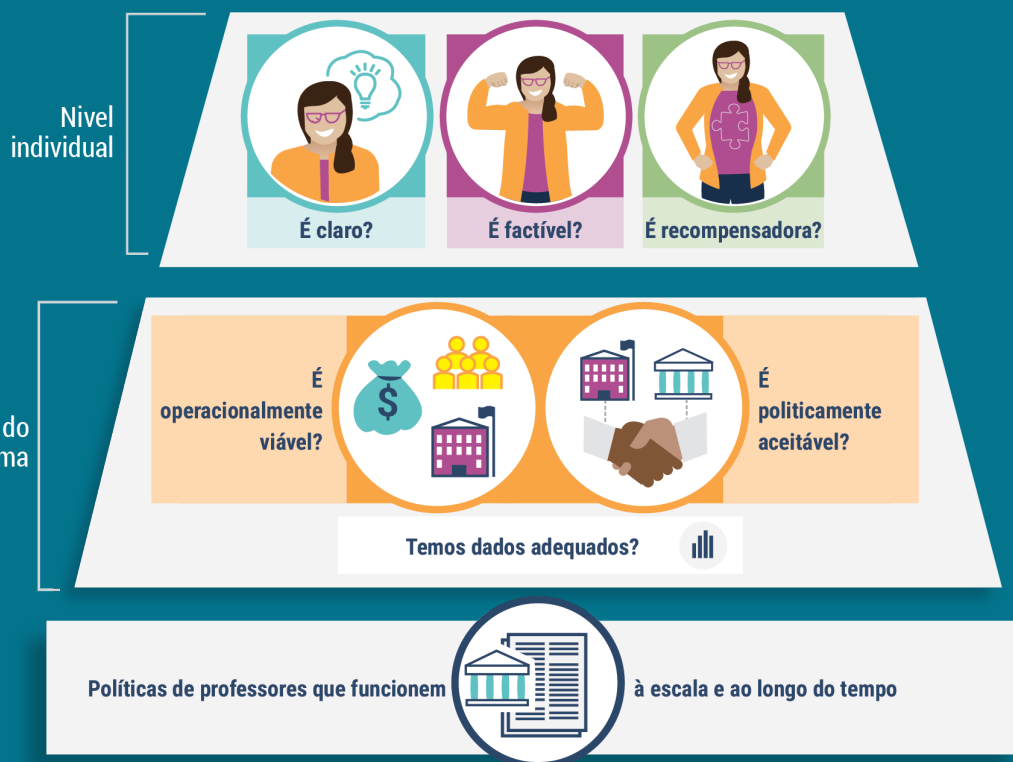 Nivel
individual
É claro?
É factível?
É recompensadora?
do
ma
É
operacionalmente
viável?
$
É
politicamente
aceitável?
Temos dados adequados?
Políticas de professores que funcionem
à escala e ao longo do tempo